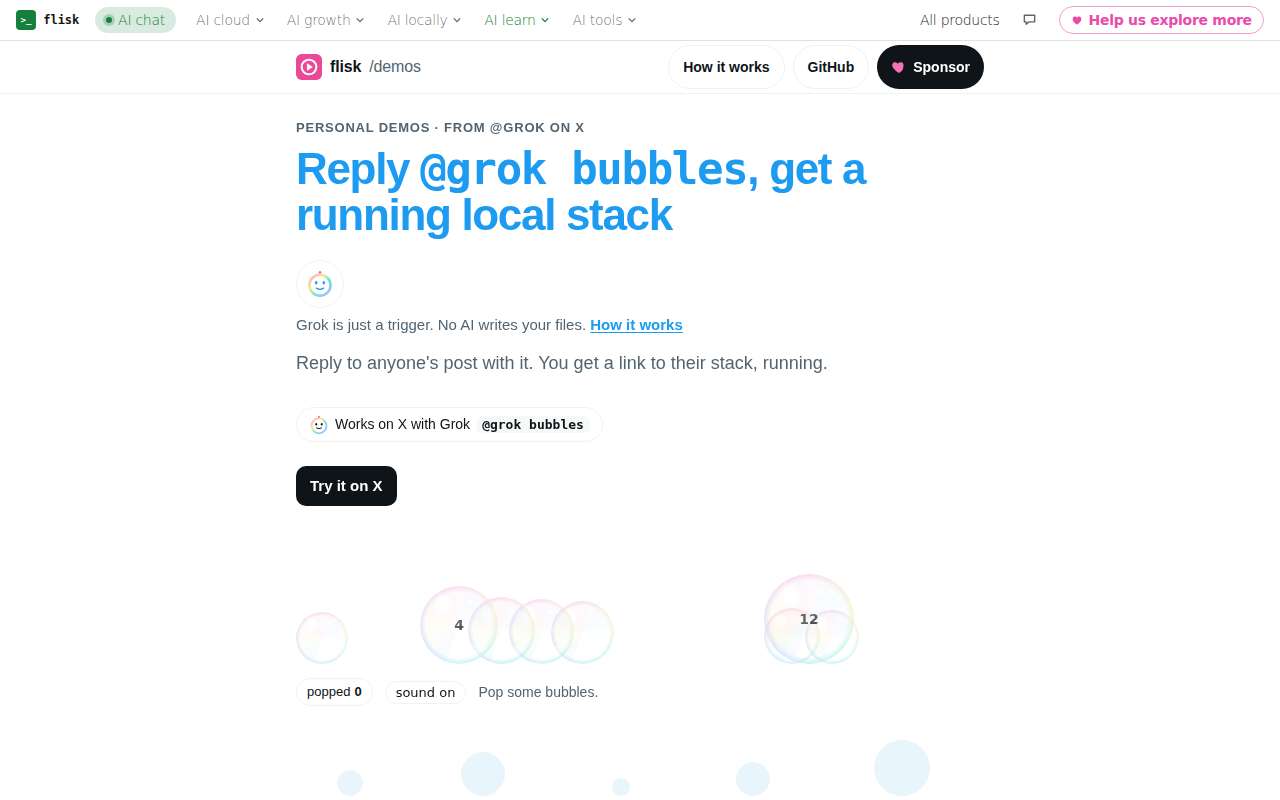 >_ flisk AI chat AI cloud AI growth AI locally AI learn AI tools All products Help us explore more
flisk /demos How it works GitHub Sponsor
PERSONAL DEMOS · FROM @GROK ON X
Reply @grok bubbles, get a
running local stack
Grok is just a trigger. No AI writes your files. How it works
Reply to anyone's post with it. You get a link to their stack, running.
Works on X with Grok @grok bubbles
Try it on X
4
12
popped 0 sound on Pop some bubbles.